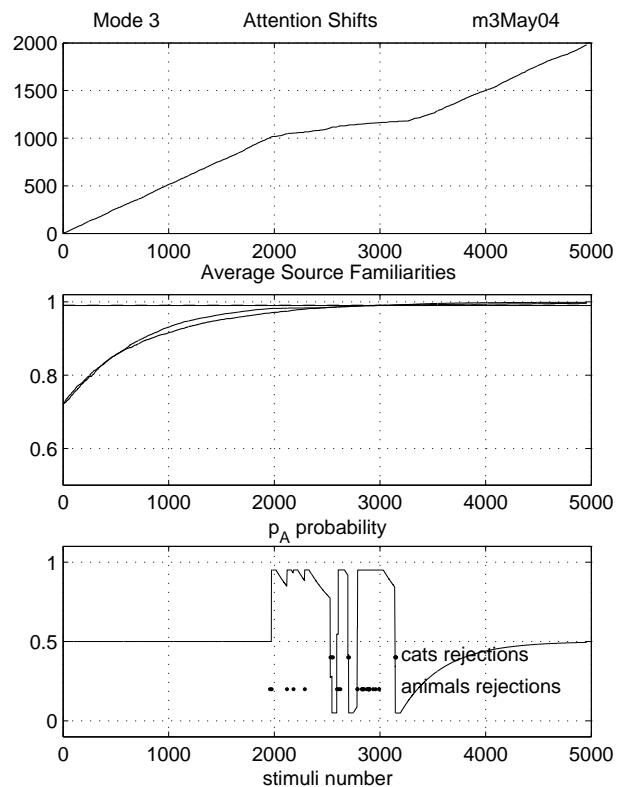 Mode 3 Attention Shifts m3May04
2000
1500
1000
500
0
0 1000 2000 3000 4000 5000
Average Source Familiarities
1
0.8
0.6
0 1000 2000 3000 4000 5000
p_A probability
1
0.5
cats rejections
animals rejections
0
0 1000 2000 3000 4000 5000
stimuli number